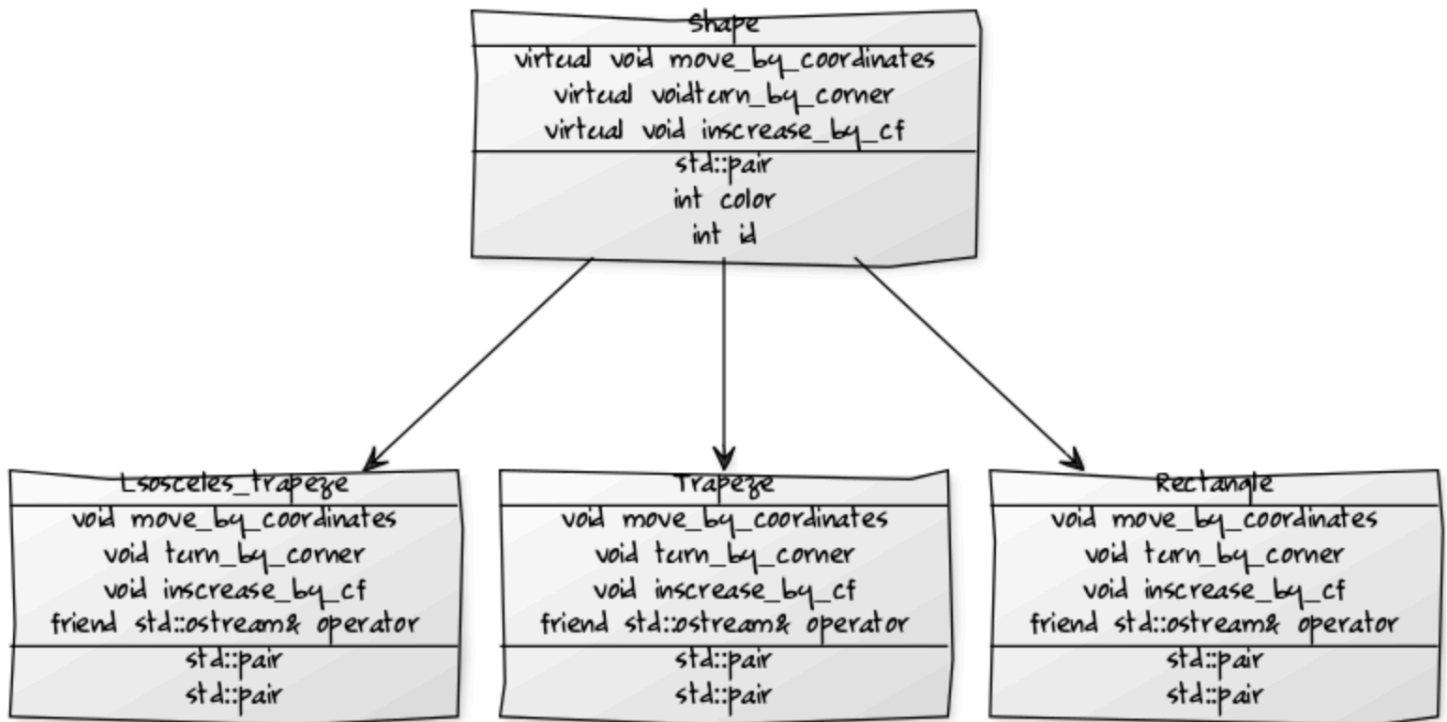 Shape
virtual void move_by_coordinates
virtual voidturn_by_corner
virtual void inscrease_by_cf
std::pair
int color
int id
Lsosceles_trapeze
void move_by_coordinates
void turn_by_corner
void inscrease_by_cf
friend std::ostream& operator
std::pair
std::pair
Trapeze
void move_by_coordinates
void turn_by_corner
void inscrease_by_cf
friend std::ostream& operator
std::pair
std::pair
Rectangle
void move_by_coordinates
void turn_by_corner
void inscrease_by_cf
friend std::ostream& operator
std::pair
std::pair